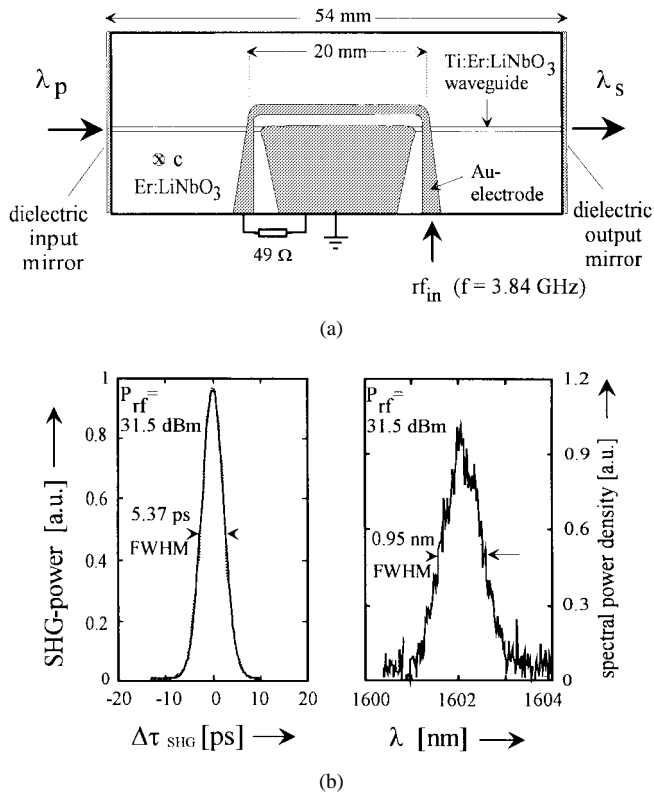 54 mm
20 mm
Ti:Er:LiNbO3
waveguide
λp
λs
⊗ c
Er:LiNbO3
Au-
electrode
dielectric
input
mirror
dielectric
output
mirror
49 Ω
rfin (f = 3.84 GHz)
(a)
SHG-power [a.u.]
1
0.8
0.6
0.4
0.2
0
Prf=
31.5 dBm
5.37 ps
FWHM
-20 -10 0 10 20
Δτ SHG [ps]
Prf=
31.5 dBm
0.95 nm
FWHM
1.2
0.9
0.6
0.3
0
spectral power density [a.u.]
1600 1602 1604
λ [nm]
(b)